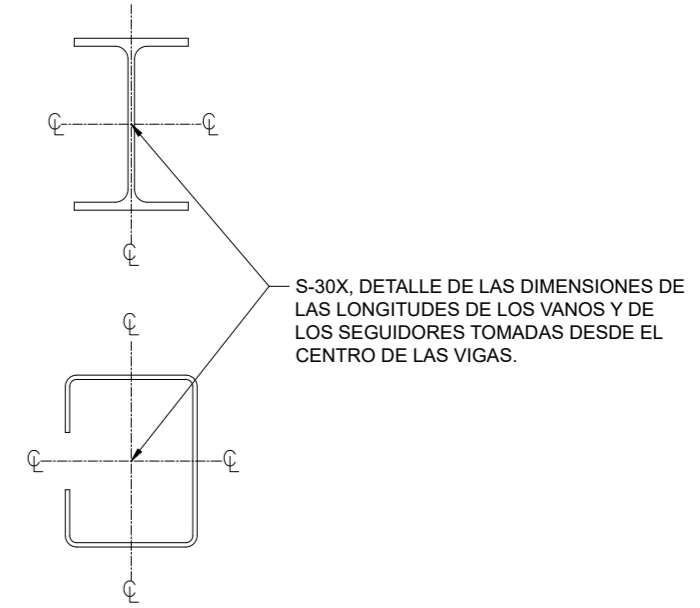 ℄ ℄
℄
S-30X, DETALLE DE LAS DIMENSIONES DE
LAS LONGITUDES DE LOS VANOS Y DE
LOS SEGUIDORES TOMADAS DESDE EL
CENTRO DE LAS VIGAS.
℄
℄ ℄
℄